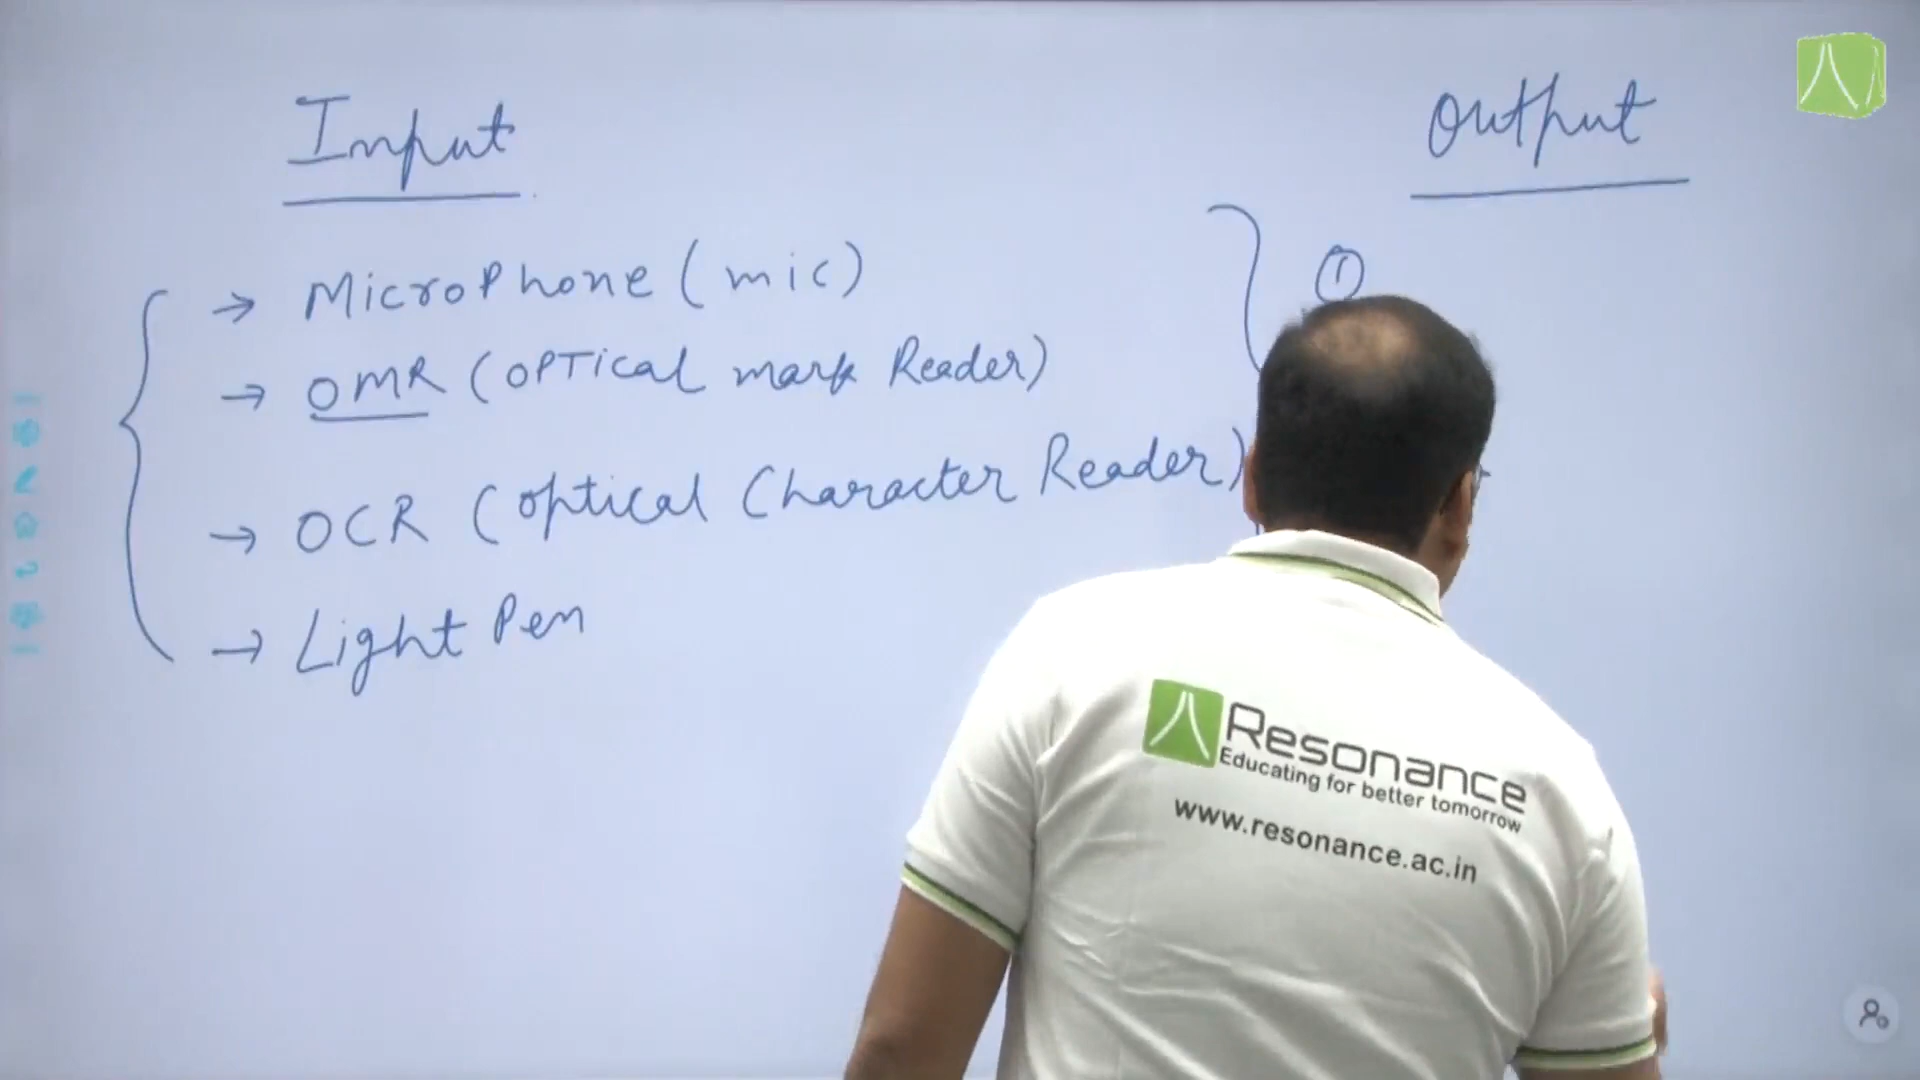 Input
Output
→ Microphone (mic)
①
→ OMR (OPTical mark Reader)
→ OCR (optical Character Reader)
→ Light Pen
Resonance
Educating for better tomorrow
www.resonance.ac.in